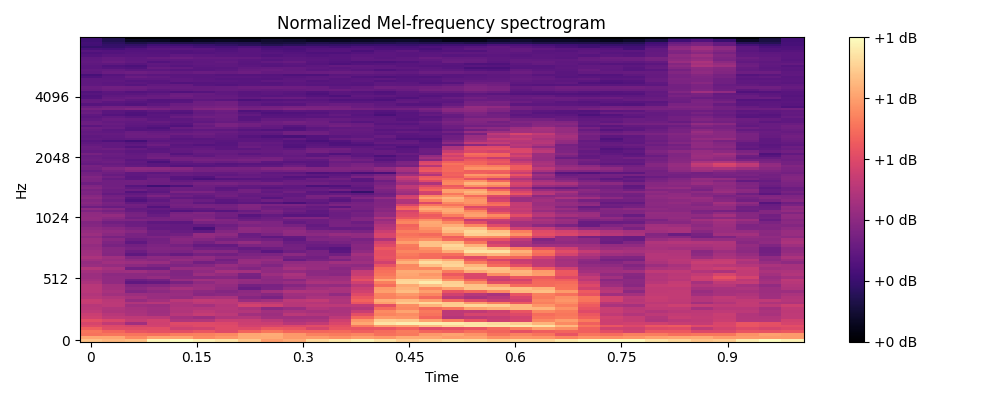 Normalized Mel-frequency spectrogram
Hz
4096
2048
1024
512
0
0 0.15 0.3 0.45 0.6 0.75 0.9
Time
+1 dB
+1 dB
+1 dB
+0 dB
+0 dB
+0 dB